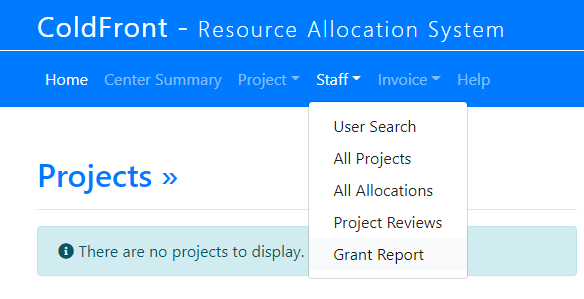 ColdFront - Resource Allocation System
Home Center Summary Project Staff Invoice Help
User Search
All Projects
All Allocations
Project Reviews
Grant Report
Projects »
There are no projects to display.